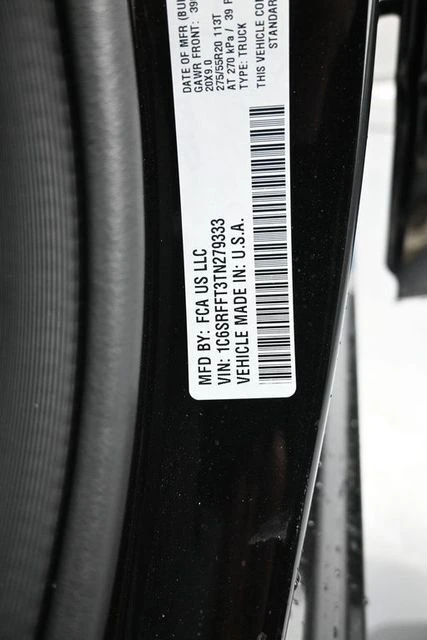 MFD BY: FCA US LLC
VIN: 1C6SRFFT3TN279333
VEHICLE MADE IN: U.S.A.
DATE OF MFR
GAWR FRONT:
20X9.0
275/55R20 113T
AT 270 kPa / 39
TYPE: TRUCK
THIS VEHICLE
STANDAR